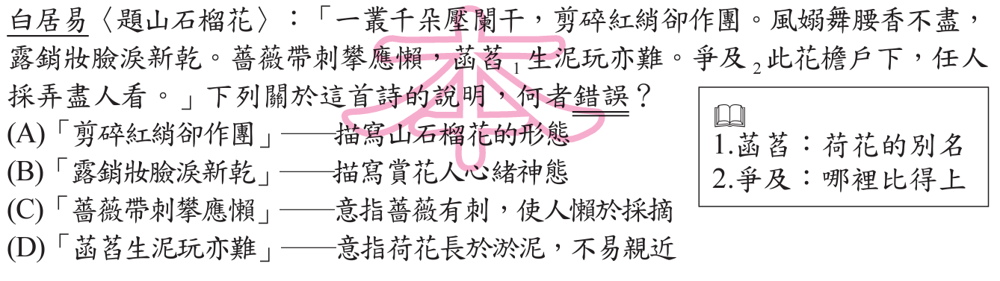 白居易〈題山石榴花〉：「一叢千朵壓闌干，剪碎紅綃卻作團。風嫋舞腰香不盡，
露銷妝臉淚新乾。薔薇帶刺攀應懶，菡萏1生泥玩亦難。爭及2此花檐戶下，任人
採弄盡人看。」下列關於這首詩的說明，何者錯誤？
(A)「剪碎紅綃卻作團」——描寫山石榴花的形態
(B)「露銷妝臉淚新乾」——描寫賞花人心緒神態
(C)「薔薇帶刺攀應懶」——意指薔薇有刺，使人懶於採摘
(D)「菡萏生泥玩亦難」——意指荷花長於淤泥，不易親近
1.菡萏：荷花的別名
2.爭及：哪裡比得上
本